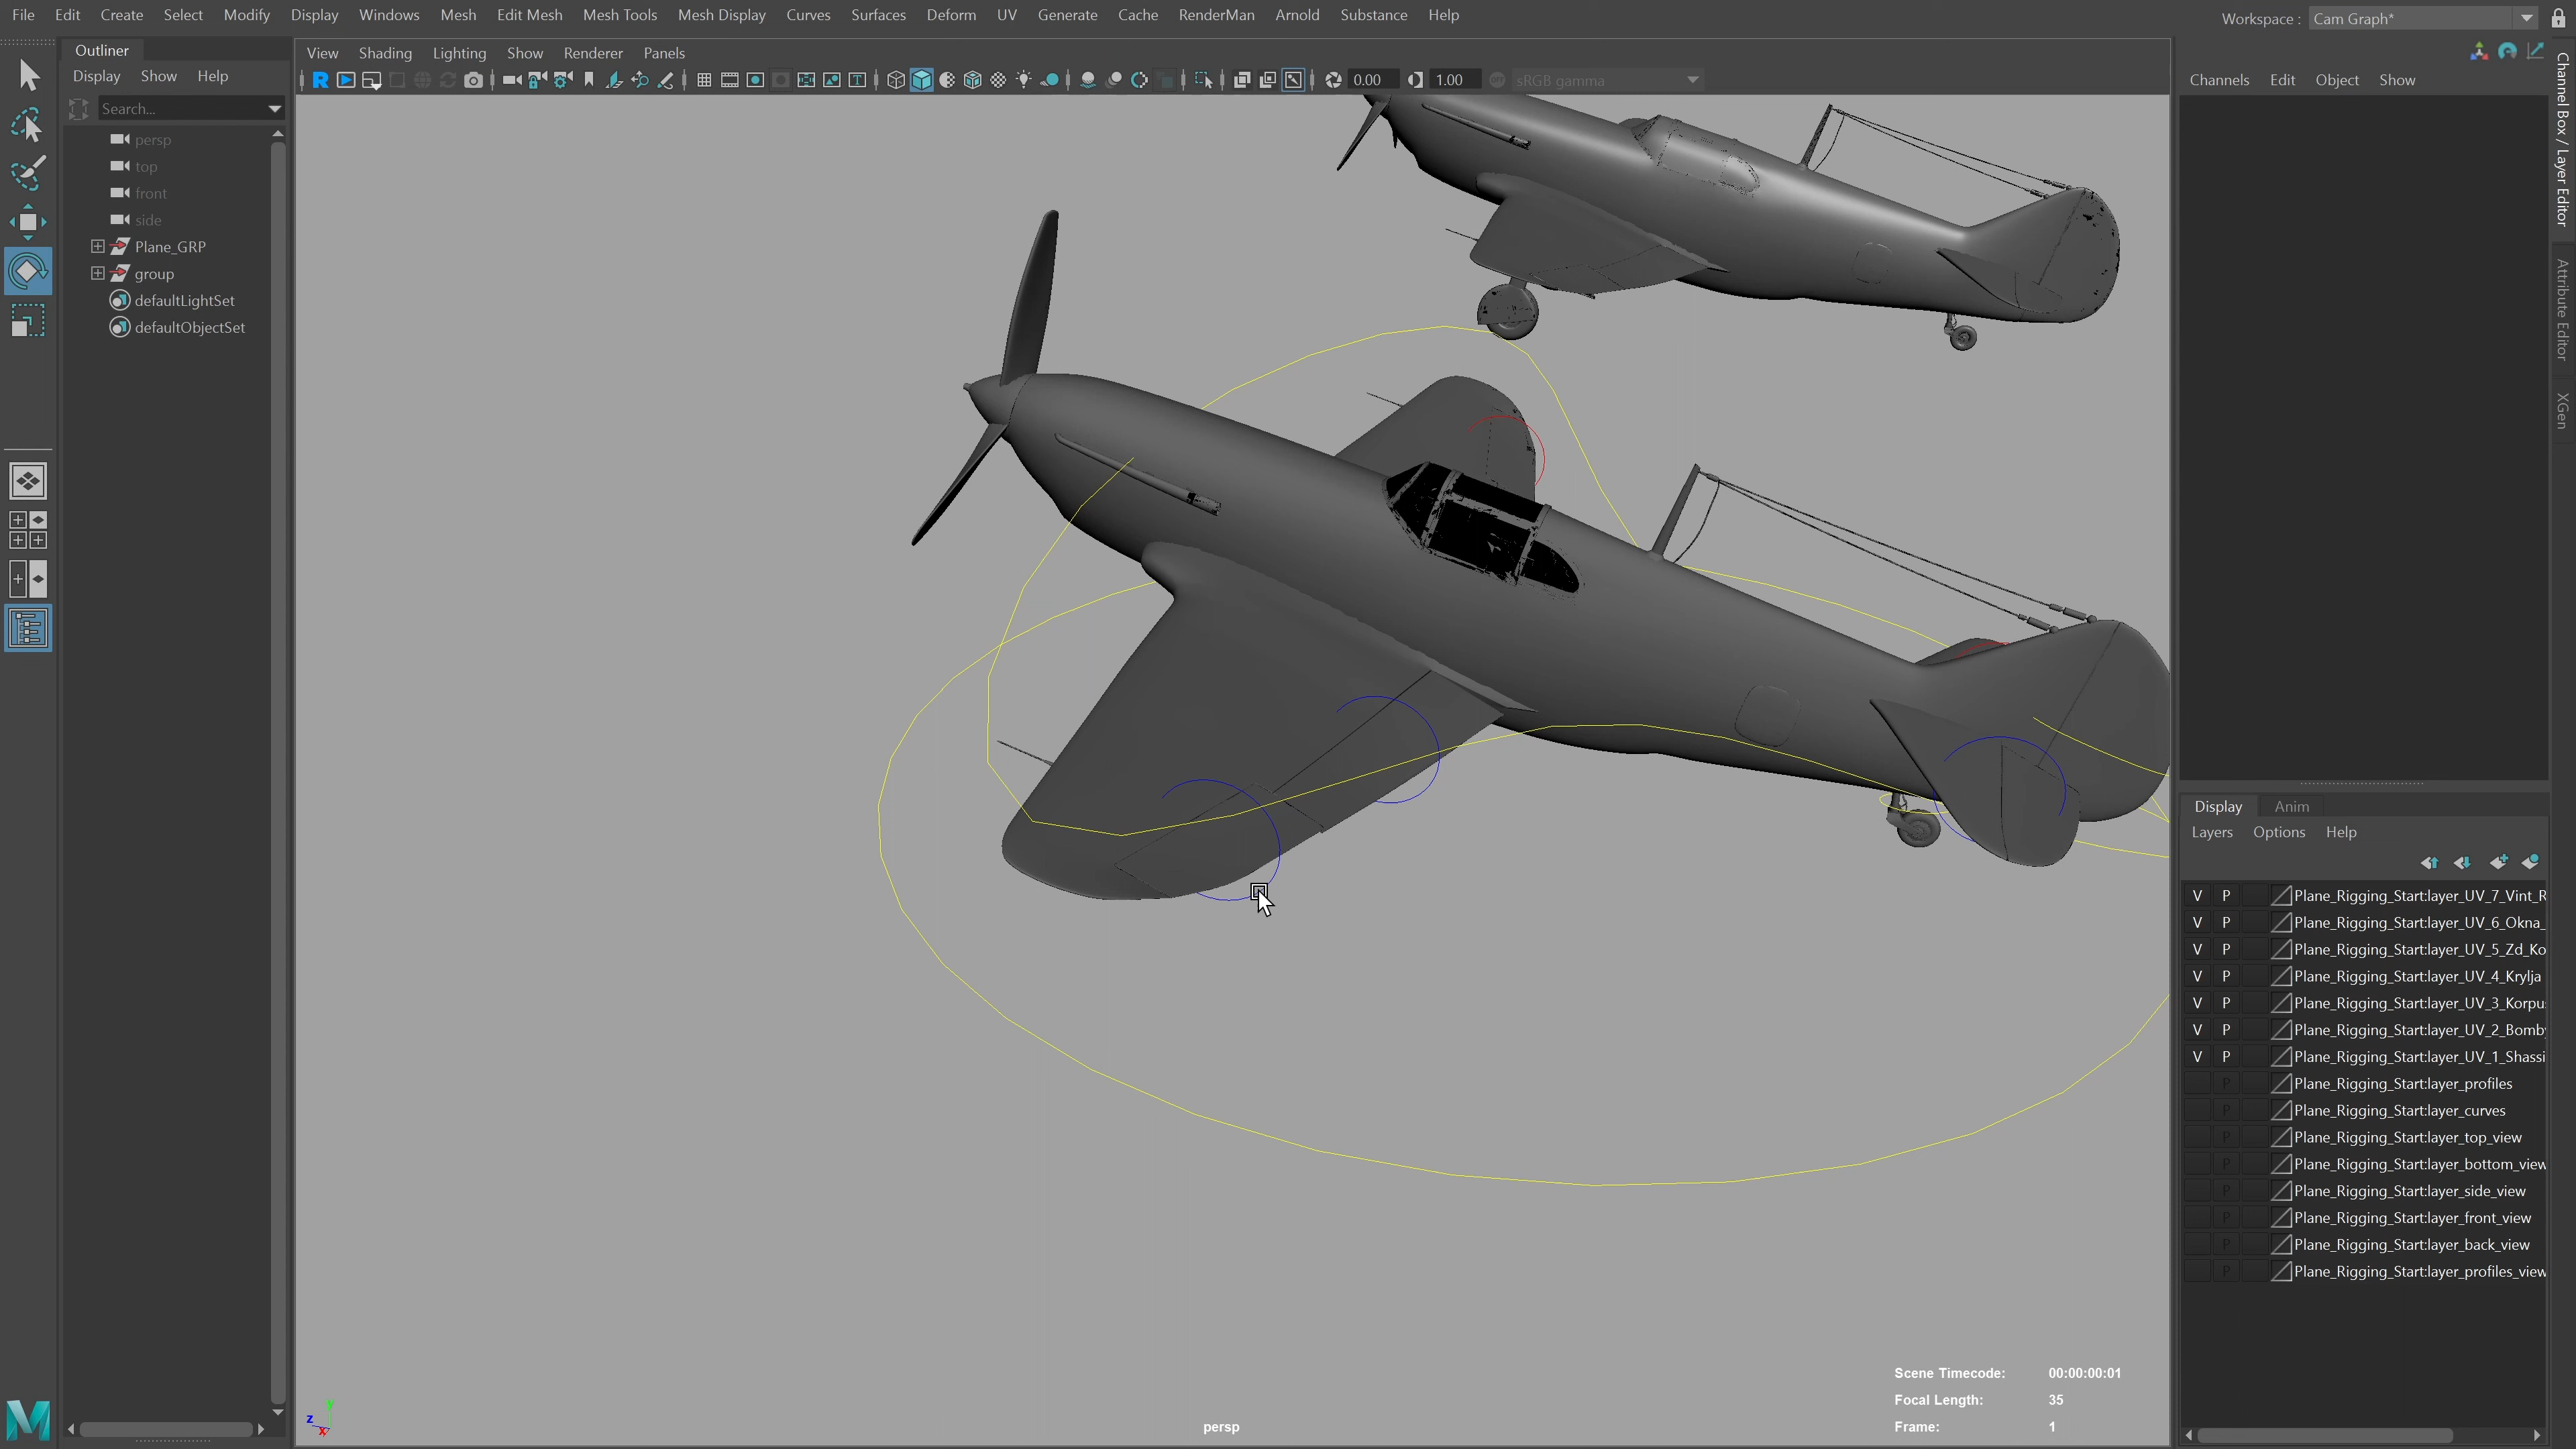 File Edit Create Select Modify Display Windows Mesh Edit Mesh Mesh Tools Mesh Display Curves Surfaces Deform UV Generate Cache RenderMan Arnold Substance Help
Workspace : Cam Graph*
Outliner
Display Show Help
Search...
persp
top
front
side
Plane_GRP
group
defaultLightSet
defaultObjectSet
View Shading Lighting Show Renderer Panels
0.00 1.00 sRGB gamma
Scene Timecode: 00:00:00:01
Focal Length: 35
Frame: 1
persp
y
z
x
Channels Edit Object Show
Channel Box / Layer Editor
Attribute Editor
XGen
Display Anim
Layers Options Help
V P Plane_Rigging_Start:layer_UV_7_Vint_R
V P Plane_Rigging_Start:layer_UV_6_Okna_
V P Plane_Rigging_Start:layer_UV_5_Zd_Ko
V P Plane_Rigging_Start:layer_UV_4_Krylja
V P Plane_Rigging_Start:layer_UV_3_Korpu
V P Plane_Rigging_Start:layer_UV_2_Bomb
V P Plane_Rigging_Start:layer_UV_1_Shassi
P Plane_Rigging_Start:layer_profiles
P Plane_Rigging_Start:layer_curves
P Plane_Rigging_Start:layer_top_view
P Plane_Rigging_Start:layer_bottom_view
P Plane_Rigging_Start:layer_side_view
P Plane_Rigging_Start:layer_front_view
P Plane_Rigging_Start:layer_back_view
P Plane_Rigging_Start:layer_profiles_view